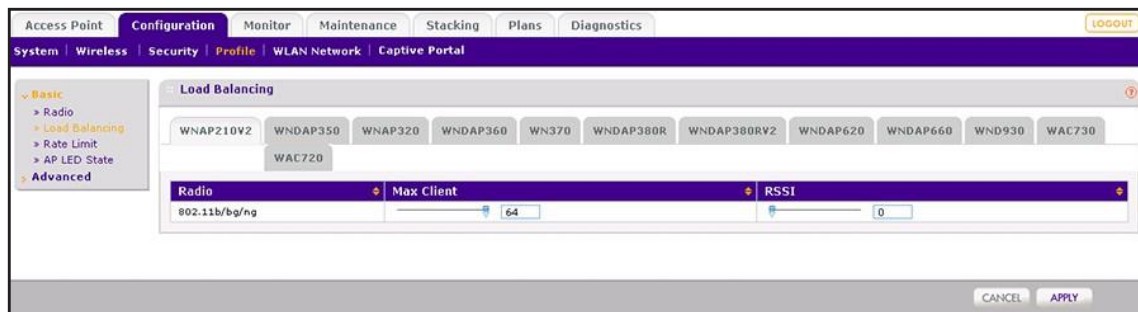 Access Point Configuration Monitor Maintenance Stacking Plans Diagnostics LOGOUT
System Wireless Security Profile WLAN Network Captive Portal
Basic
» Radio
» Load Balancing
» Rate Limit
» AP LED State
Advanced
Load Balancing ?
WNAP210V2 WNDAP350 WNAP320 WNDAP360 WN370 WNDAP380R WNDAP380RV2 WNDAP620 WNDAP660 WND930 WAC730
WAC720
Radio Max Client RSSI
802.11b/bg/ng 64 0
CANCEL APPLY